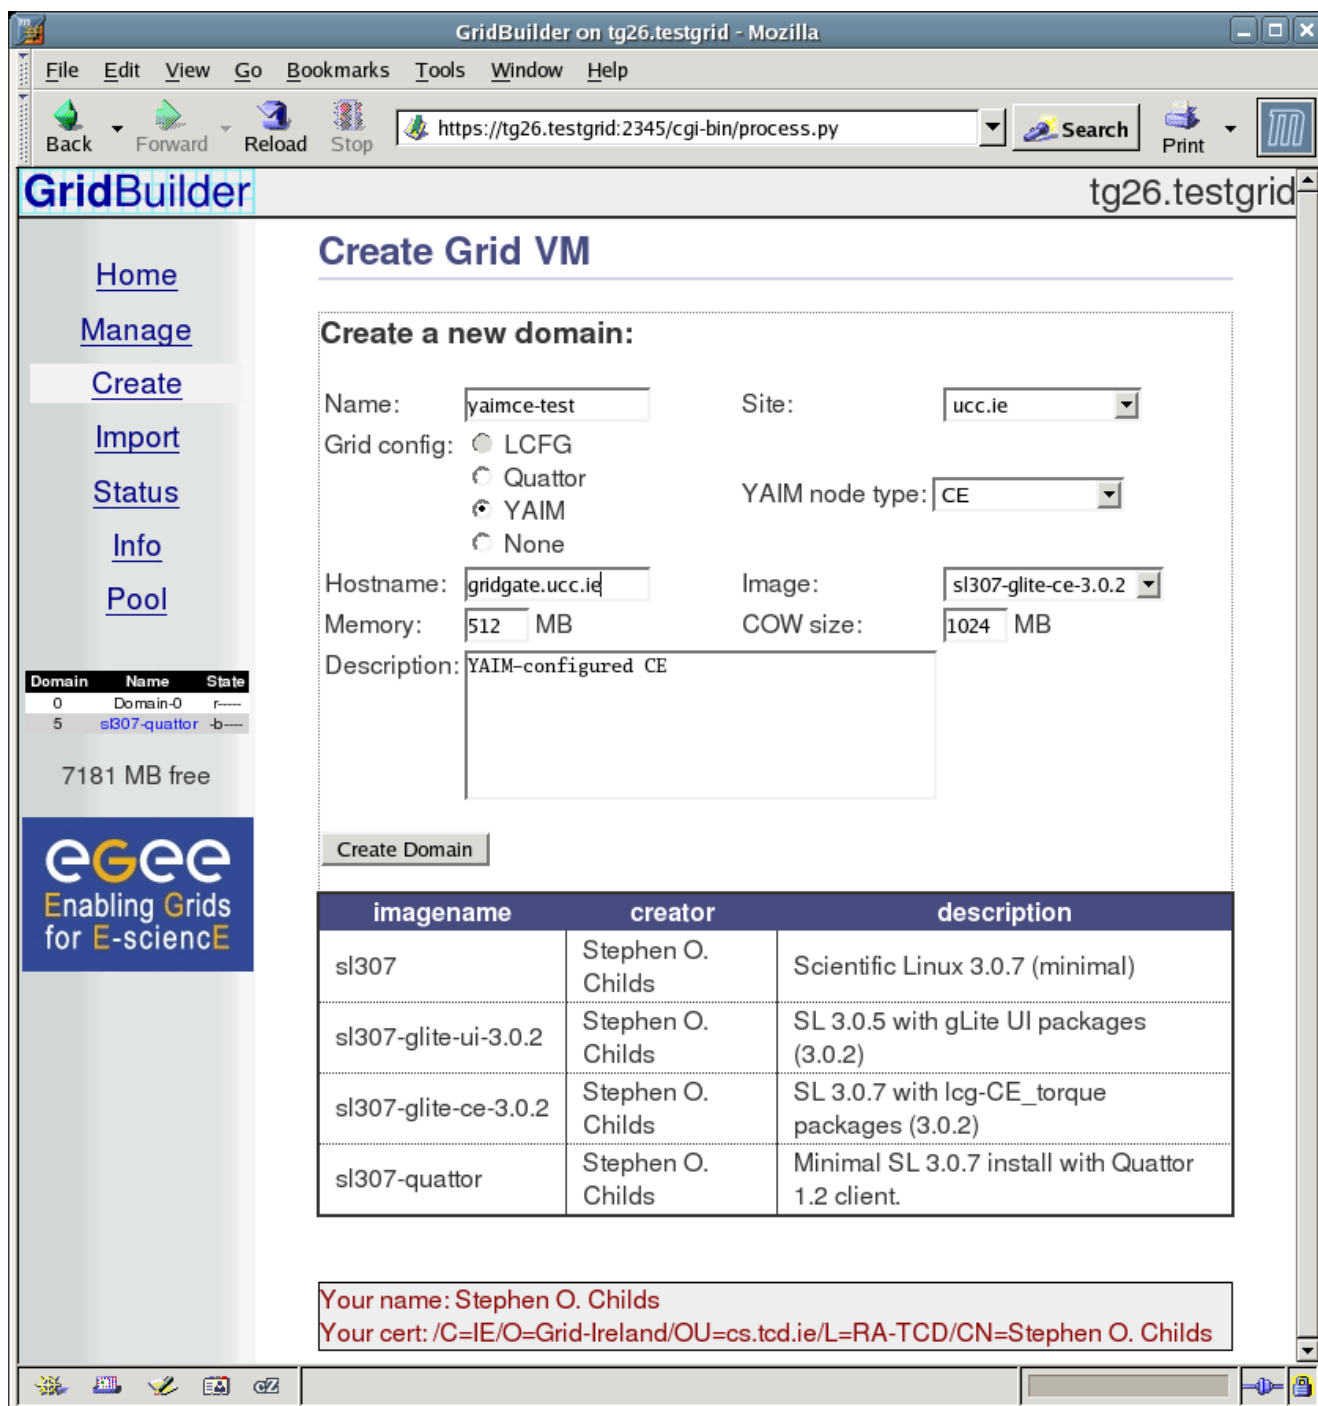 GridBuilder on tg26.testgrid - Mozilla
File Edit View Go Bookmarks Tools Window Help
Back Forward Reload Stop https://tg26.testgrid:2345/cgi-bin/process.py Search Print
GridBuilder tg26.testgrid
Home
Manage
Create
Import
Status
Info
Pool
Domain Name State
0 Domain-0 r-----
5 sl307-quattor -b----
7181 MB free
eGee
Enabling Grids
for E-sciencE
Create Grid VM
Create a new domain:
Name: yaimce-test Site: ucc.ie
Grid config: LCFG
Quattor
YAIM YAIM node type: CE
None
Hostname: gridgate.ucc.ie Image: sl307-glite-ce-3.0.2
Memory: 512 MB COW size: 1024 MB
Description: YAIM-configured CE
Create Domain
imagename creator description
sl307 Stephen O. Childs Scientific Linux 3.0.7 (minimal)
sl307-glite-ui-3.0.2 Stephen O. Childs SL 3.0.5 with gLite UI packages (3.0.2)
sl307-glite-ce-3.0.2 Stephen O. Childs SL 3.0.7 with lcg-CE_torque packages (3.0.2)
sl307-quattor Stephen O. Childs Minimal SL 3.0.7 install with Quattor 1.2 client.
Your name: Stephen O. Childs
Your cert: /C=IE/O=Grid-Ireland/OU=cs.tcd.ie/L=RA-TCD/CN=Stephen O. Childs